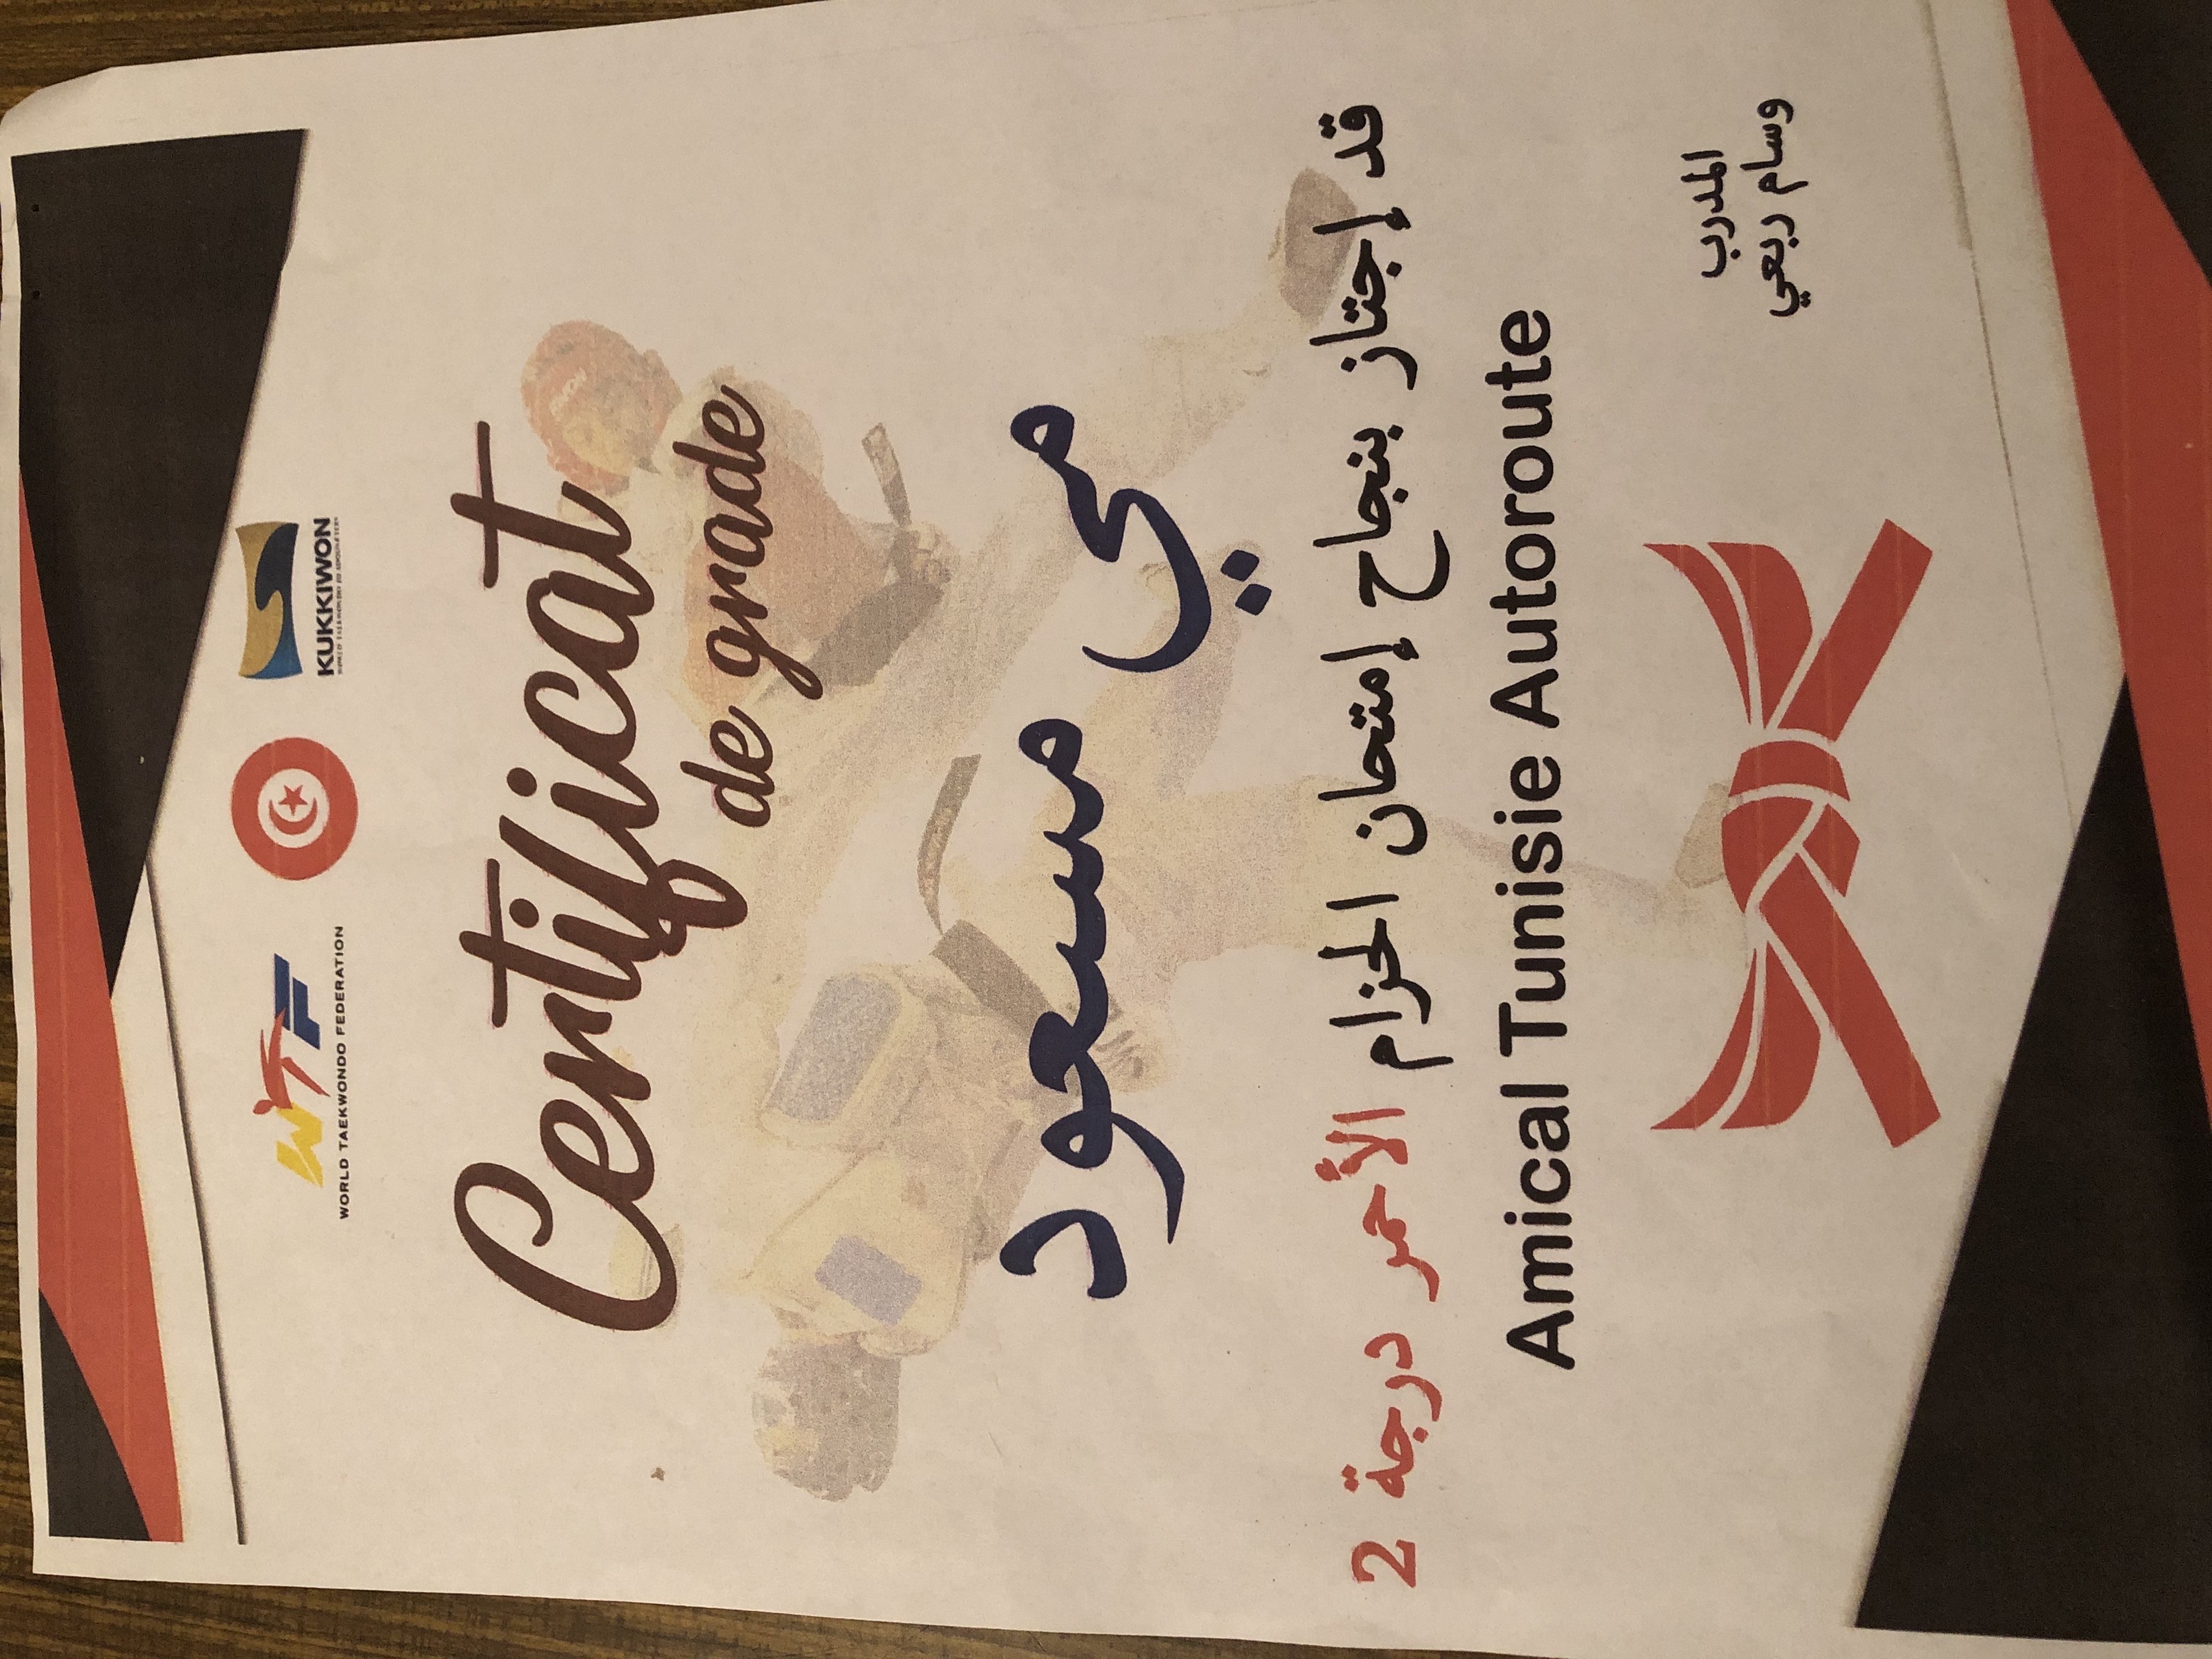 WTF
WORLD TAEKWONDO FEDERATION
KUKKIWON
Certificat
de grade
مي مسعود
قد إجتاز بنجاح إمتحان الحزام الأحمر درجة 2
Amical Tunisie Autoroute
المدرب
وسام ربعي